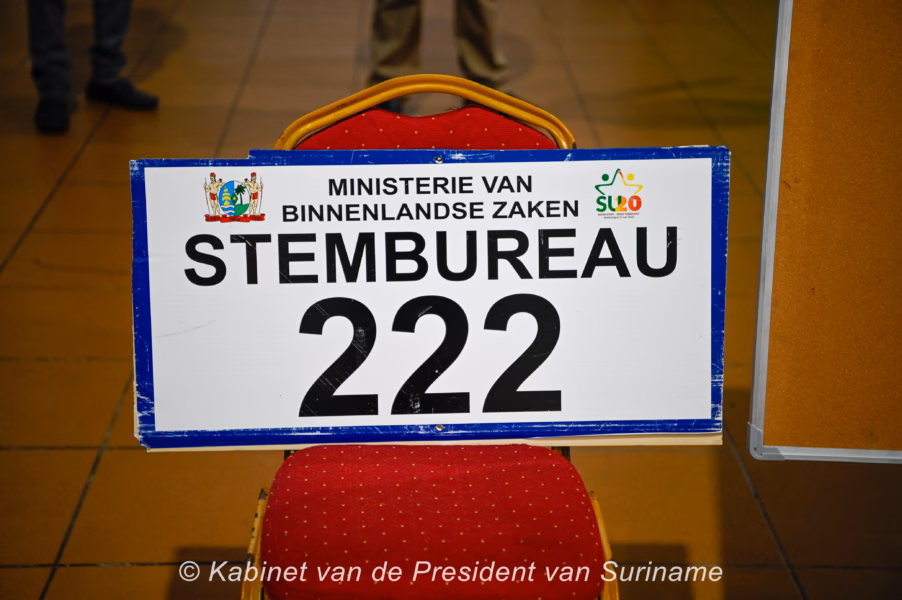 MINISTERIE VAN
BINNENLANDSE ZAKEN
SU20
STEMBUREAU
222
© Kabinet van de President van Suriname